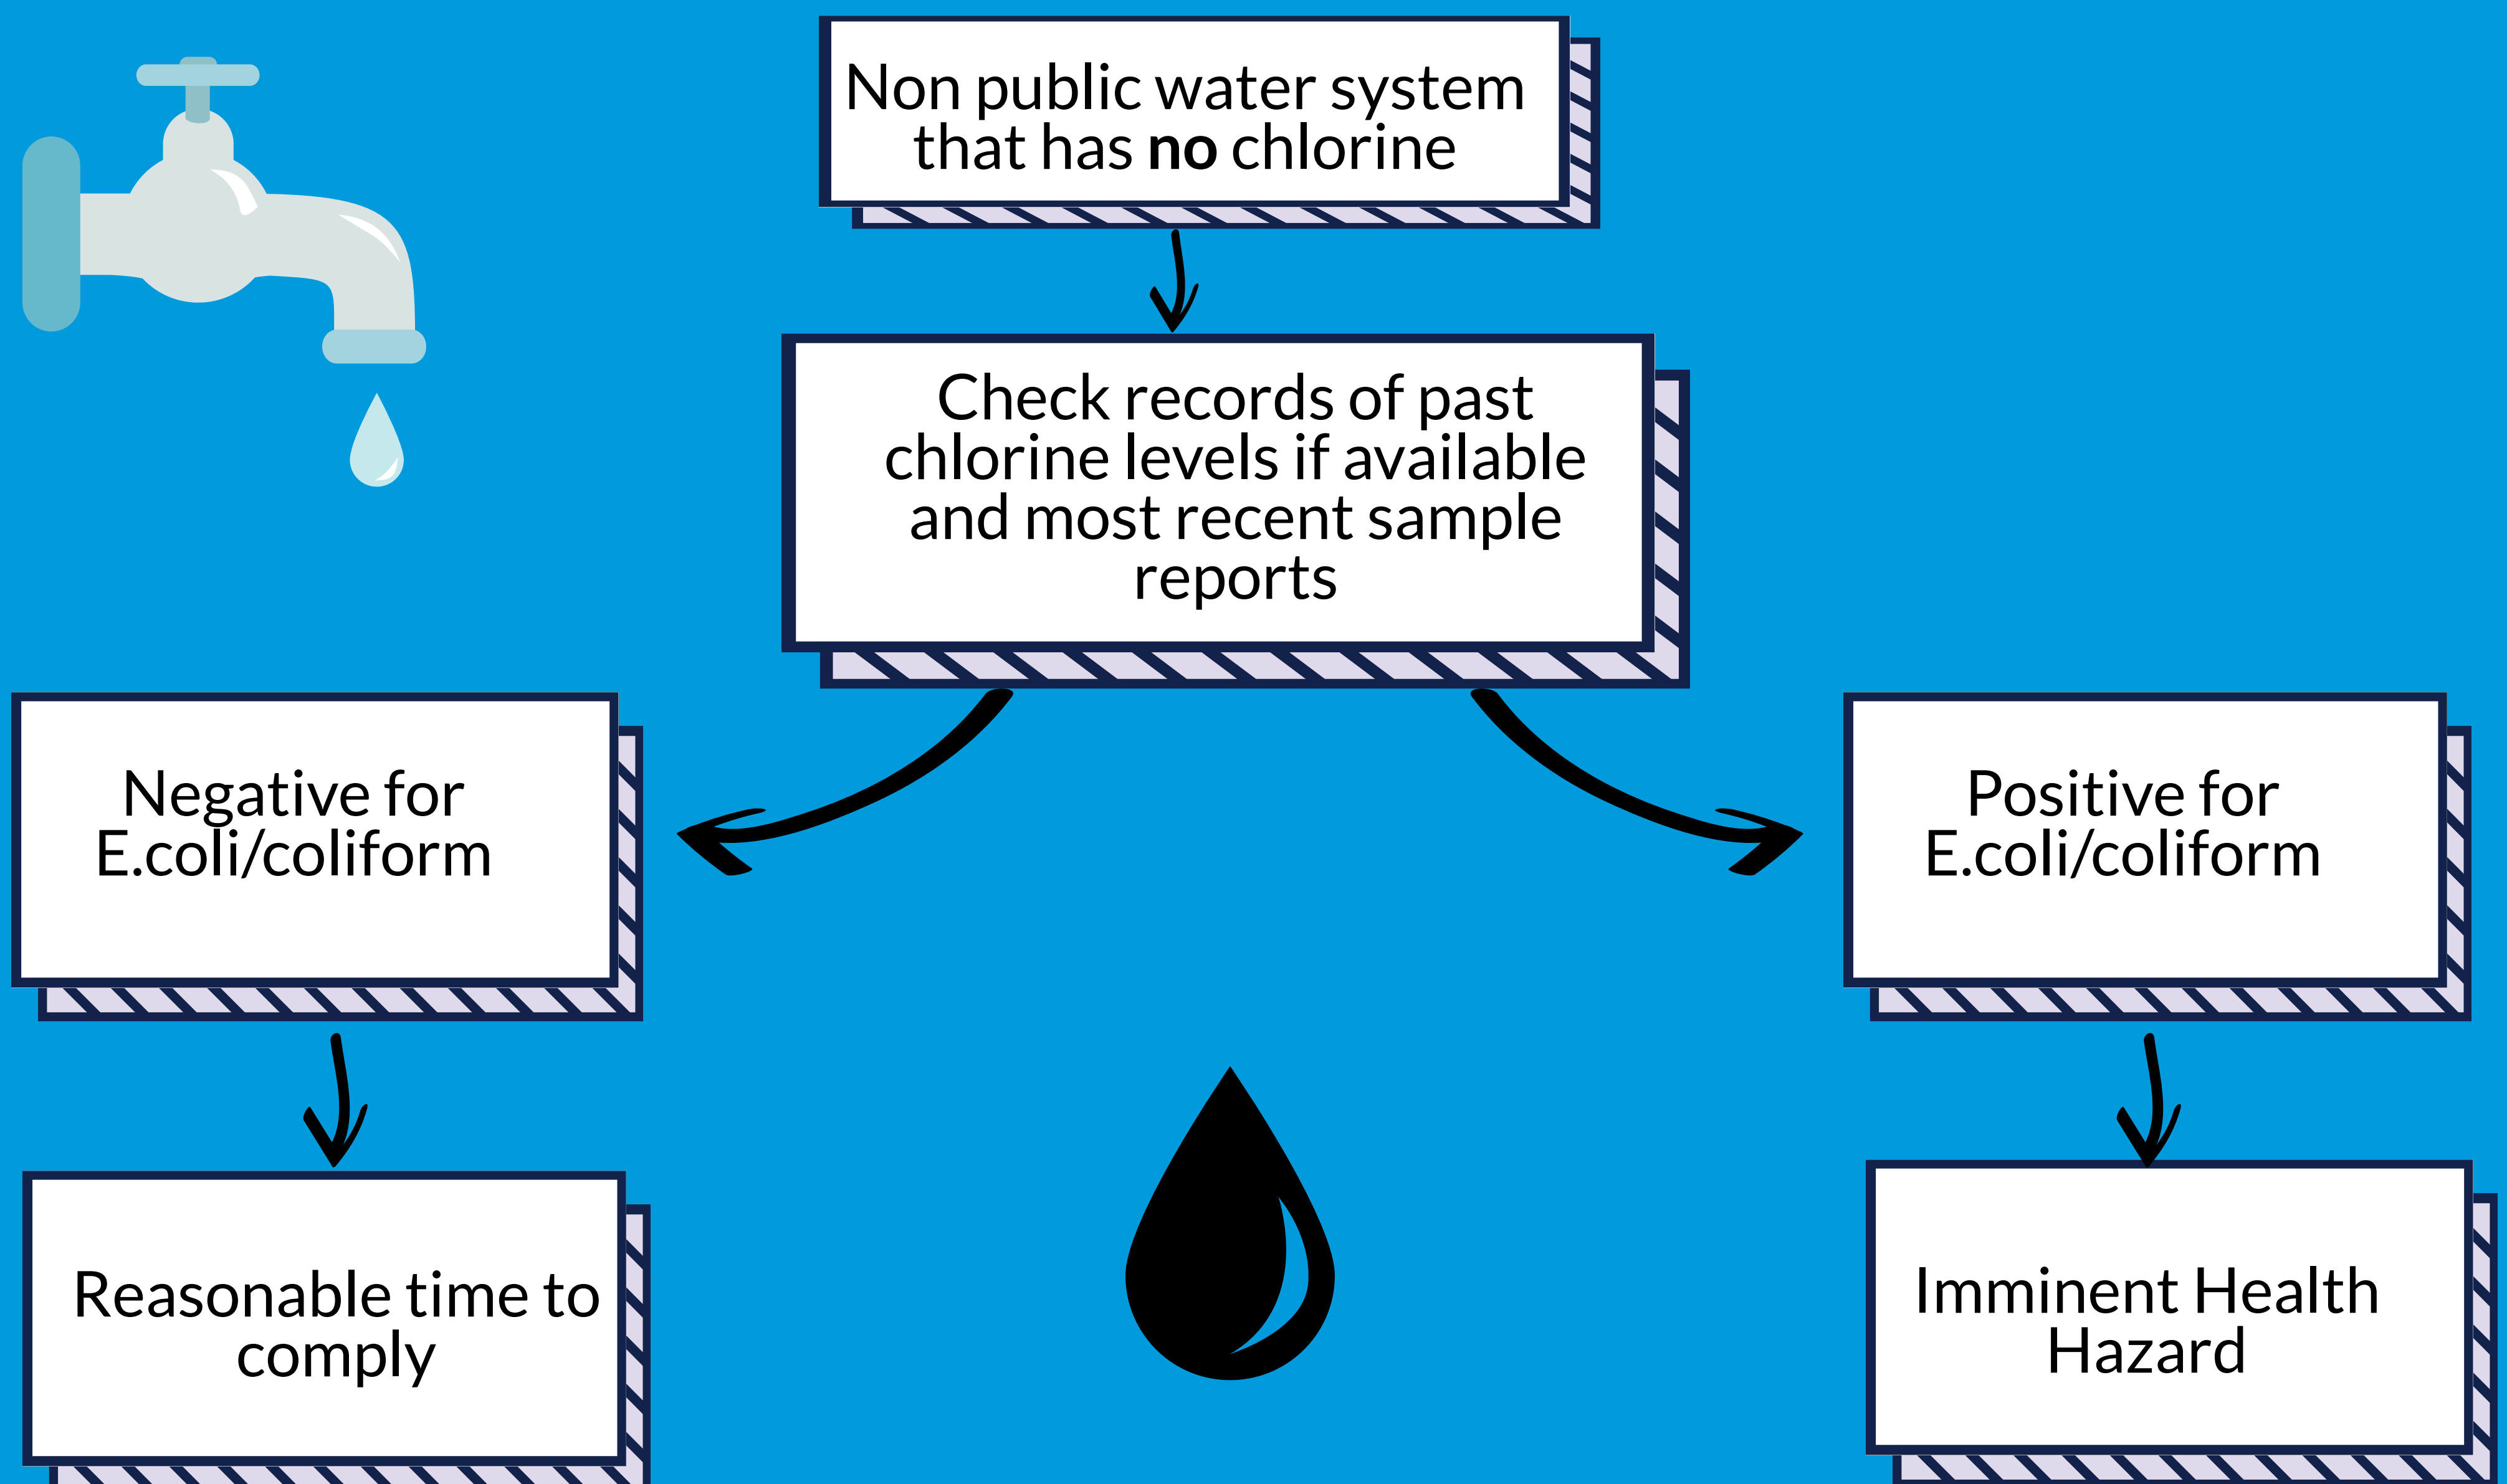 Non public water system
that has no chlorine
Check records of past
chlorine levels if available
and most recent sample
reports
Negative for
E.coli/coliform
Positive for
E.coli/coliform
Reasonable time to
comply
Imminent Health
Hazard